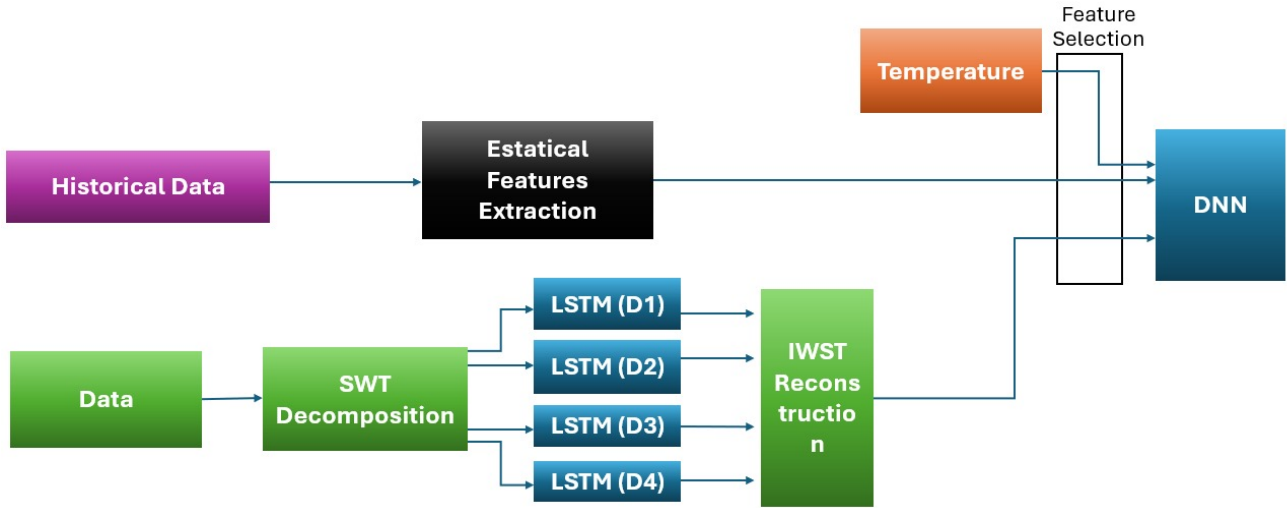 Feature
Selection
Temperature
Historical Data
Estatical
Features
Extraction
DNN
LSTM (D1)
LSTM (D2)
LSTM (D3)
LSTM (D4)
Data
SWT
Decomposition
IWST
Recons
tructio
n